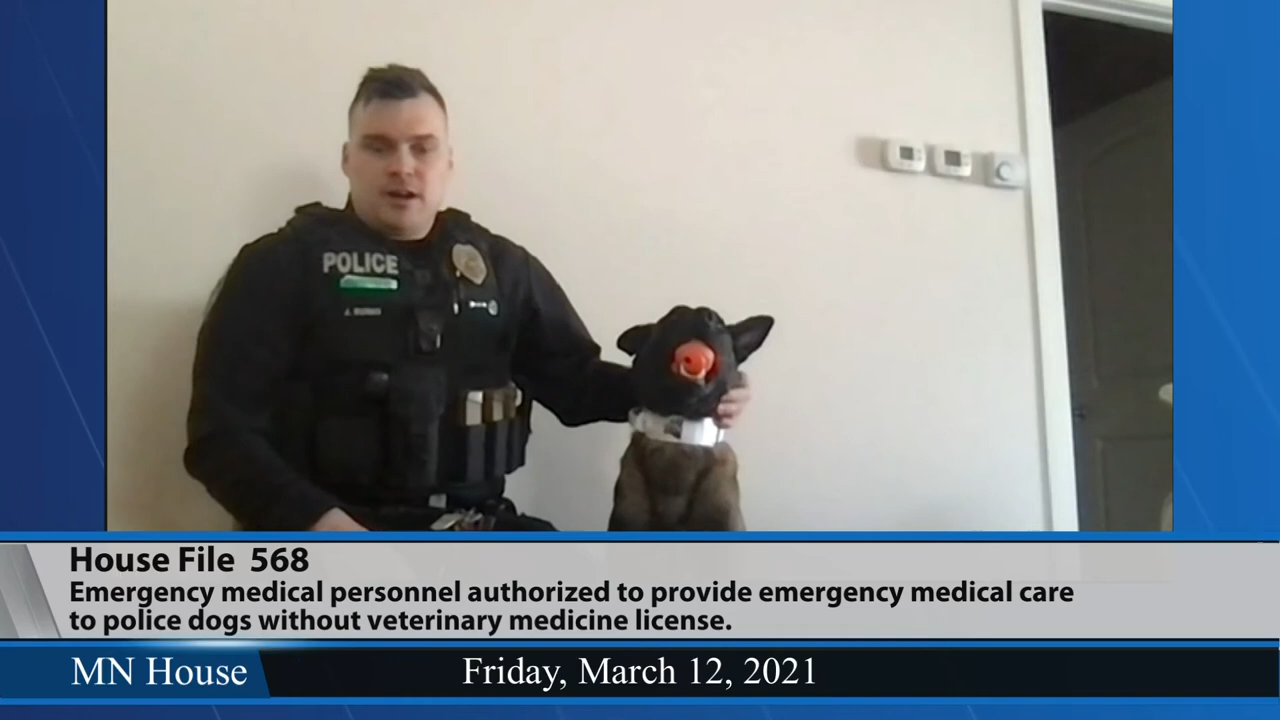 POLICE
House File 568
Emergency medical personnel authorized to provide emergency medical care
to police dogs without veterinary medicine license.
MN House
Friday, March 12, 2021